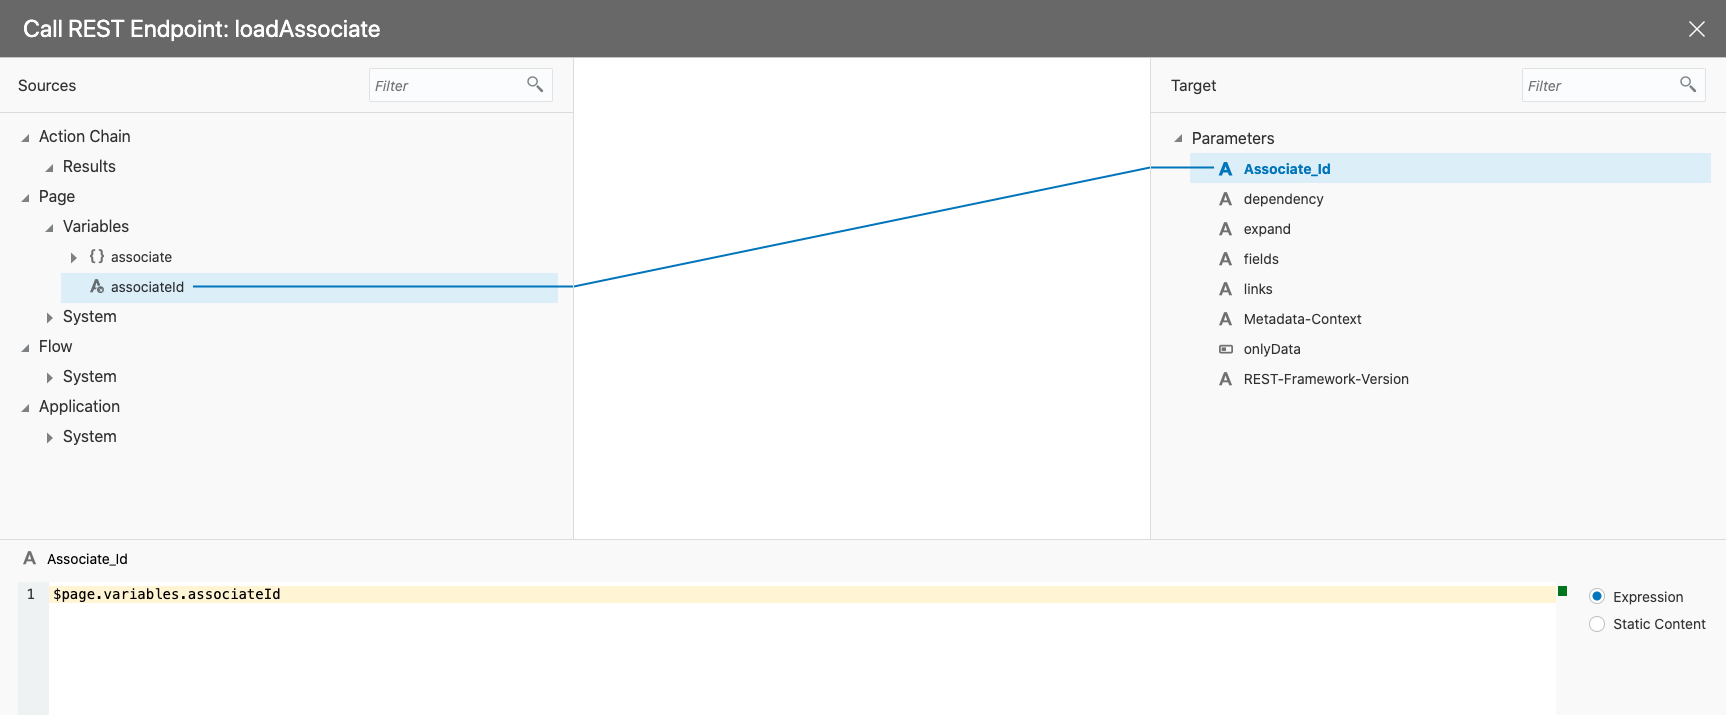 Call REST Endpoint: loadAssociate
Sources
Filter
Action Chain
Results
Page
Variables
{} associate
associateId
System
Flow
System
Application
System
Target
Filter
Parameters
A Associate_Id
A dependency
A expand
A fields
A links
A Metadata-Context
onlyData
A REST-Framework-Version
A Associate_Id
1 $page.variables.associateId
Expression
Static Content